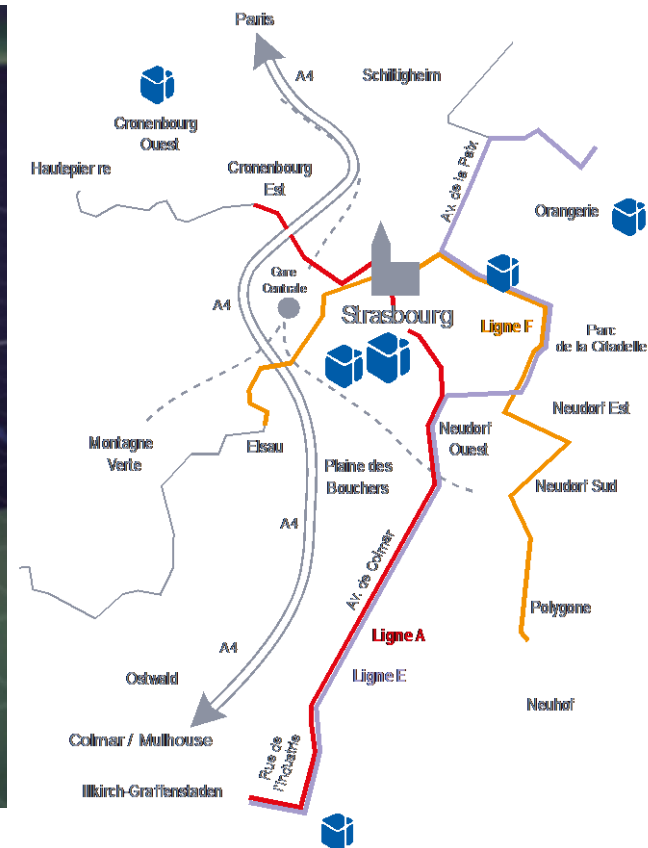 Paris
A4
Schiltigheim
Cronenbourg
Ouest
Hautepierre
Cronenbourg
Est
Av. de la Paix
Orangerie
Gare
Centrale
A4
Strasbourg
Ligne F
Parc
de la Citadelle
Neudorf Est
Montagne
Verte
Elsau
Neudorf
Ouest
Plaine des
Bouchers
Neudorf Sud
A4
Av. de Colmar
Polygone
Ligne A
A4
Ligne E
Ostwald
Neuhof
Colmar / Mulhouse
Rue de
l'Industrie
Illkirch-Graffenstaden